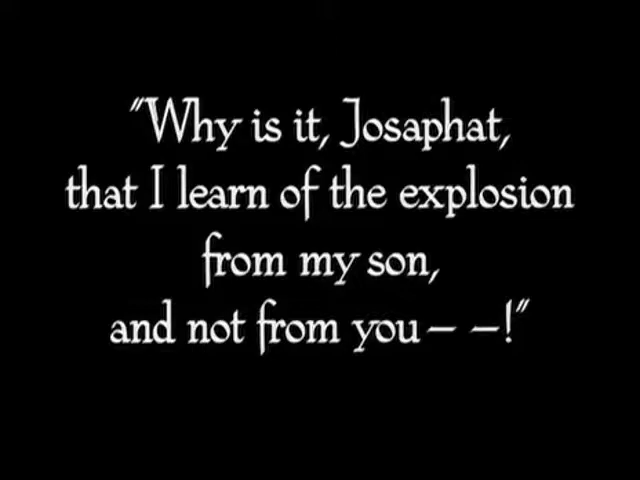 "Why is it, Josaphat,
that I learn of the explosion
from my son,
and not from you — —!"